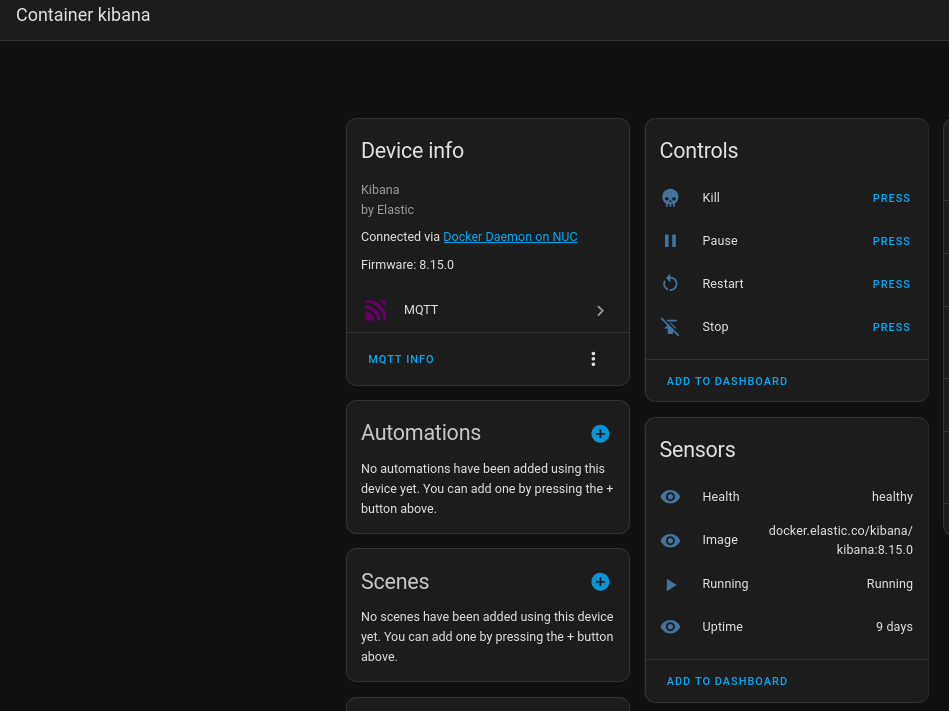 Container kibana
Device info
Kibana
by Elastic
Connected via Docker Daemon on NUC
Firmware: 8.15.0
MQTT
MQTT INFO
Automations
No automations have been added using this
device yet. You can add one by pressing the +
button above.
Scenes
No scenes have been added using this device
yet. You can add one by pressing the + button
above.
Controls
Kill PRESS
Pause PRESS
Restart PRESS
Stop PRESS
ADD TO DASHBOARD
Sensors
Health healthy
Image docker.elastic.co/kibana/
kibana:8.15.0
Running Running
Uptime 9 days
ADD TO DASHBOARD